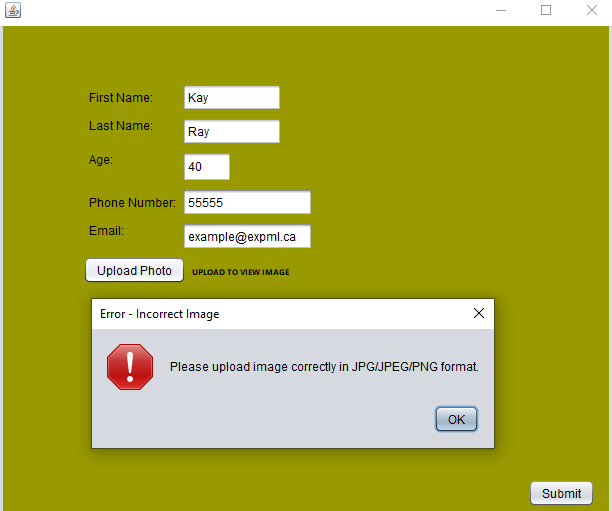 First Name: Kay
Last Name: Ray
Age: 40
Phone Number: 55555
Email: example@expml.ca
Upload Photo UPLOAD TO VIEW IMAGE
Error - Incorrect Image
Please upload image correctly in JPG/JPEG/PNG format.
OK
Submit